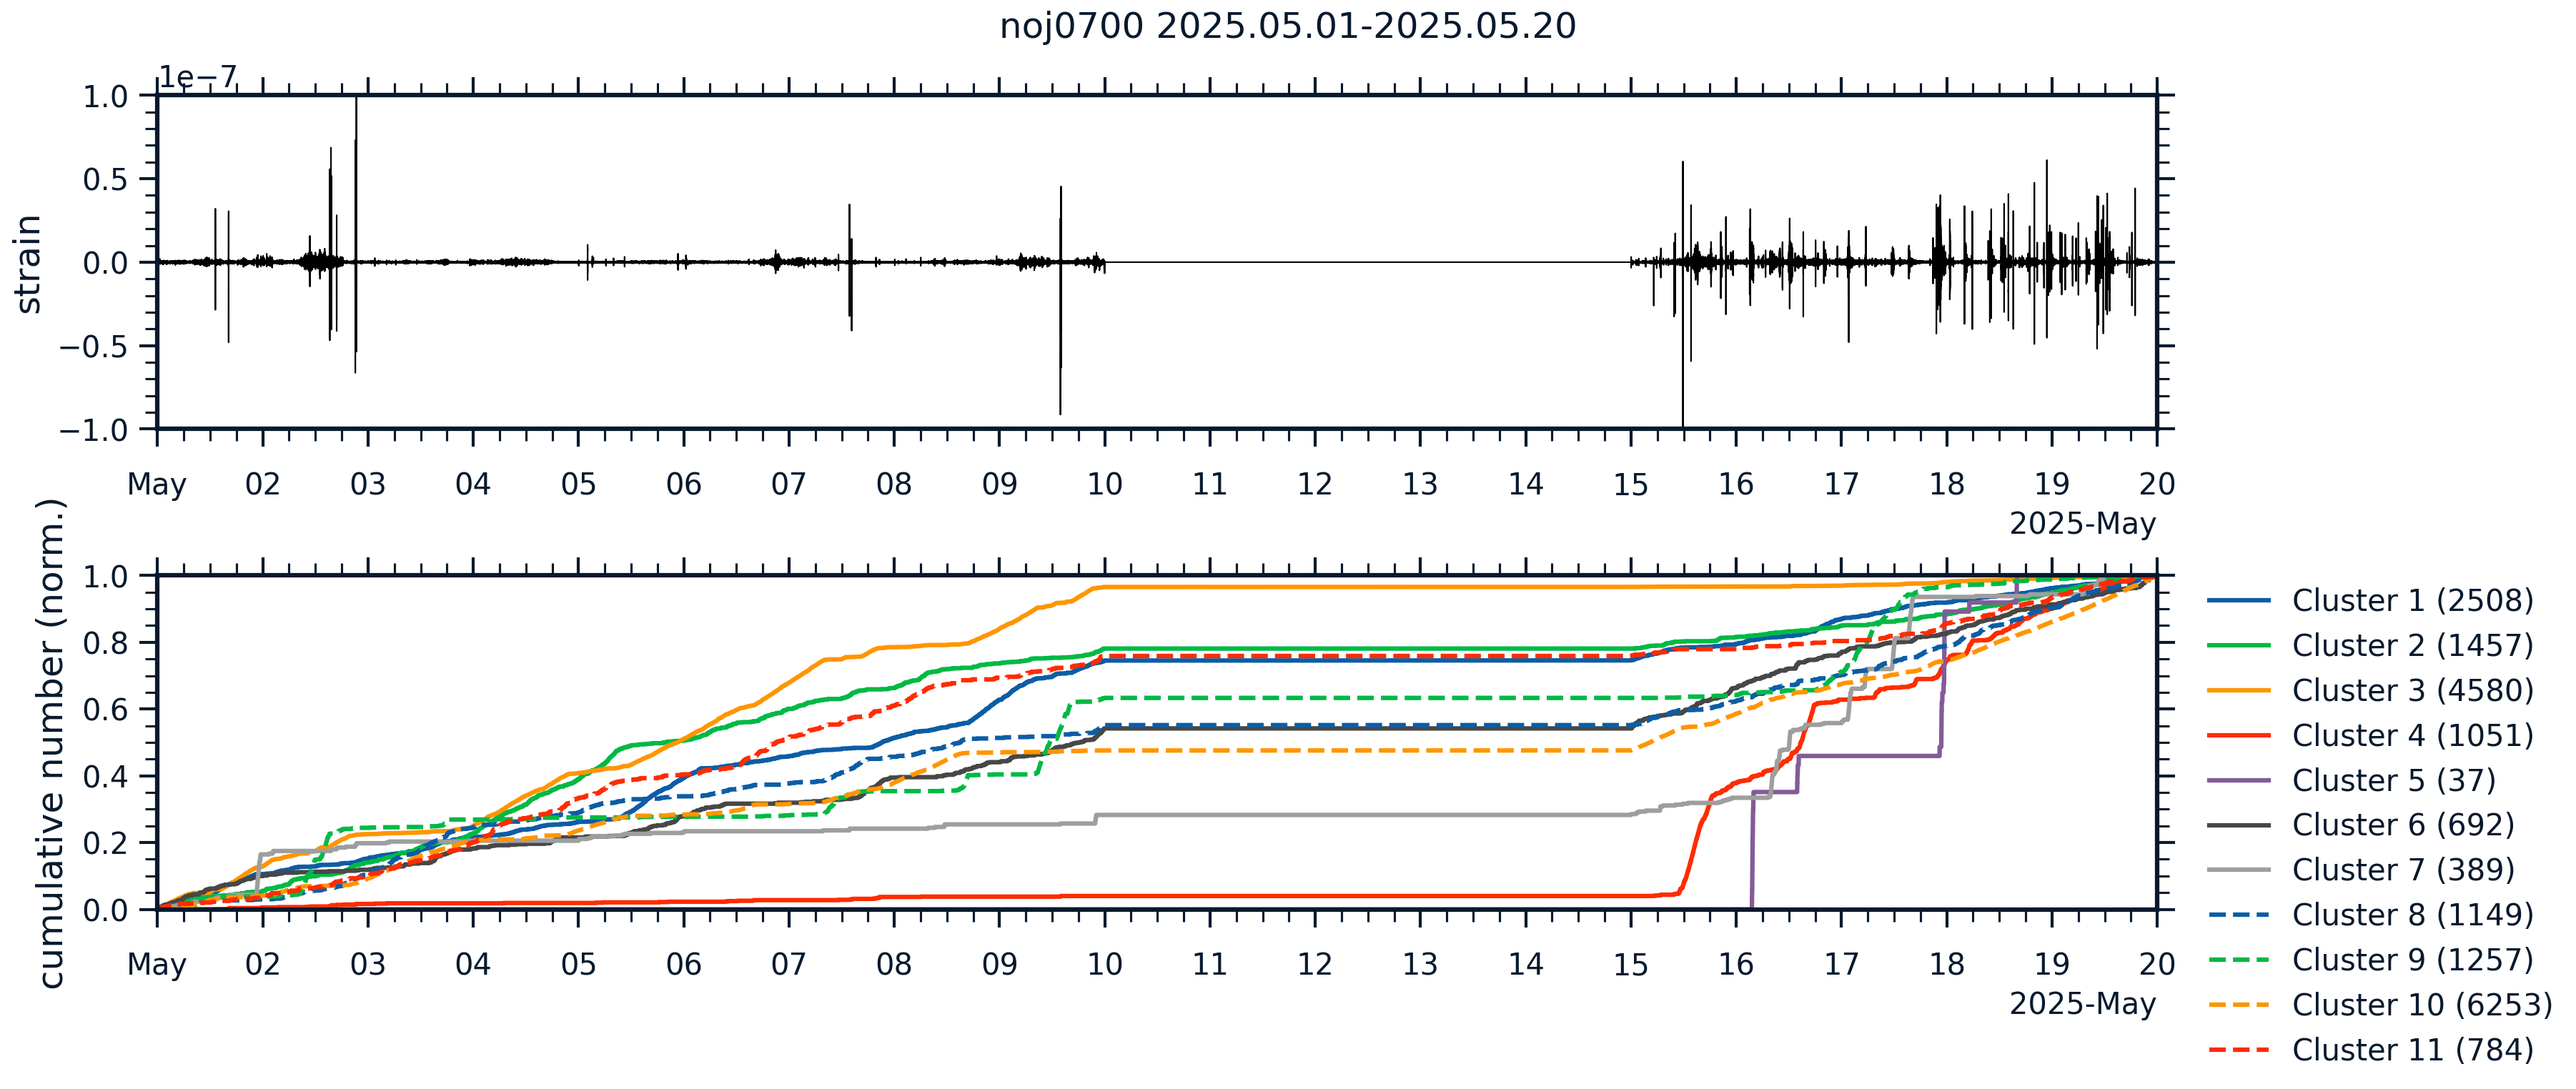 noj0700 2025.05.01-2025.05.20
1e−7
1.0
0.5
0.0
−0.5
−1.0
strain
May 02 03 04 05 06 07 08 09 10 11 12 13 14 15 16 17 18 19 20
2025-May
1.0
0.8
0.6
0.4
0.2
0.0
cumulative number (norm.)
May 02 03 04 05 06 07 08 09 10 11 12 13 14 15 16 17 18 19 20
2025-May
Cluster 1 (2508)
Cluster 2 (1457)
Cluster 3 (4580)
Cluster 4 (1051)
Cluster 5 (37)
Cluster 6 (692)
Cluster 7 (389)
Cluster 8 (1149)
Cluster 9 (1257)
Cluster 10 (6253)
Cluster 11 (784)